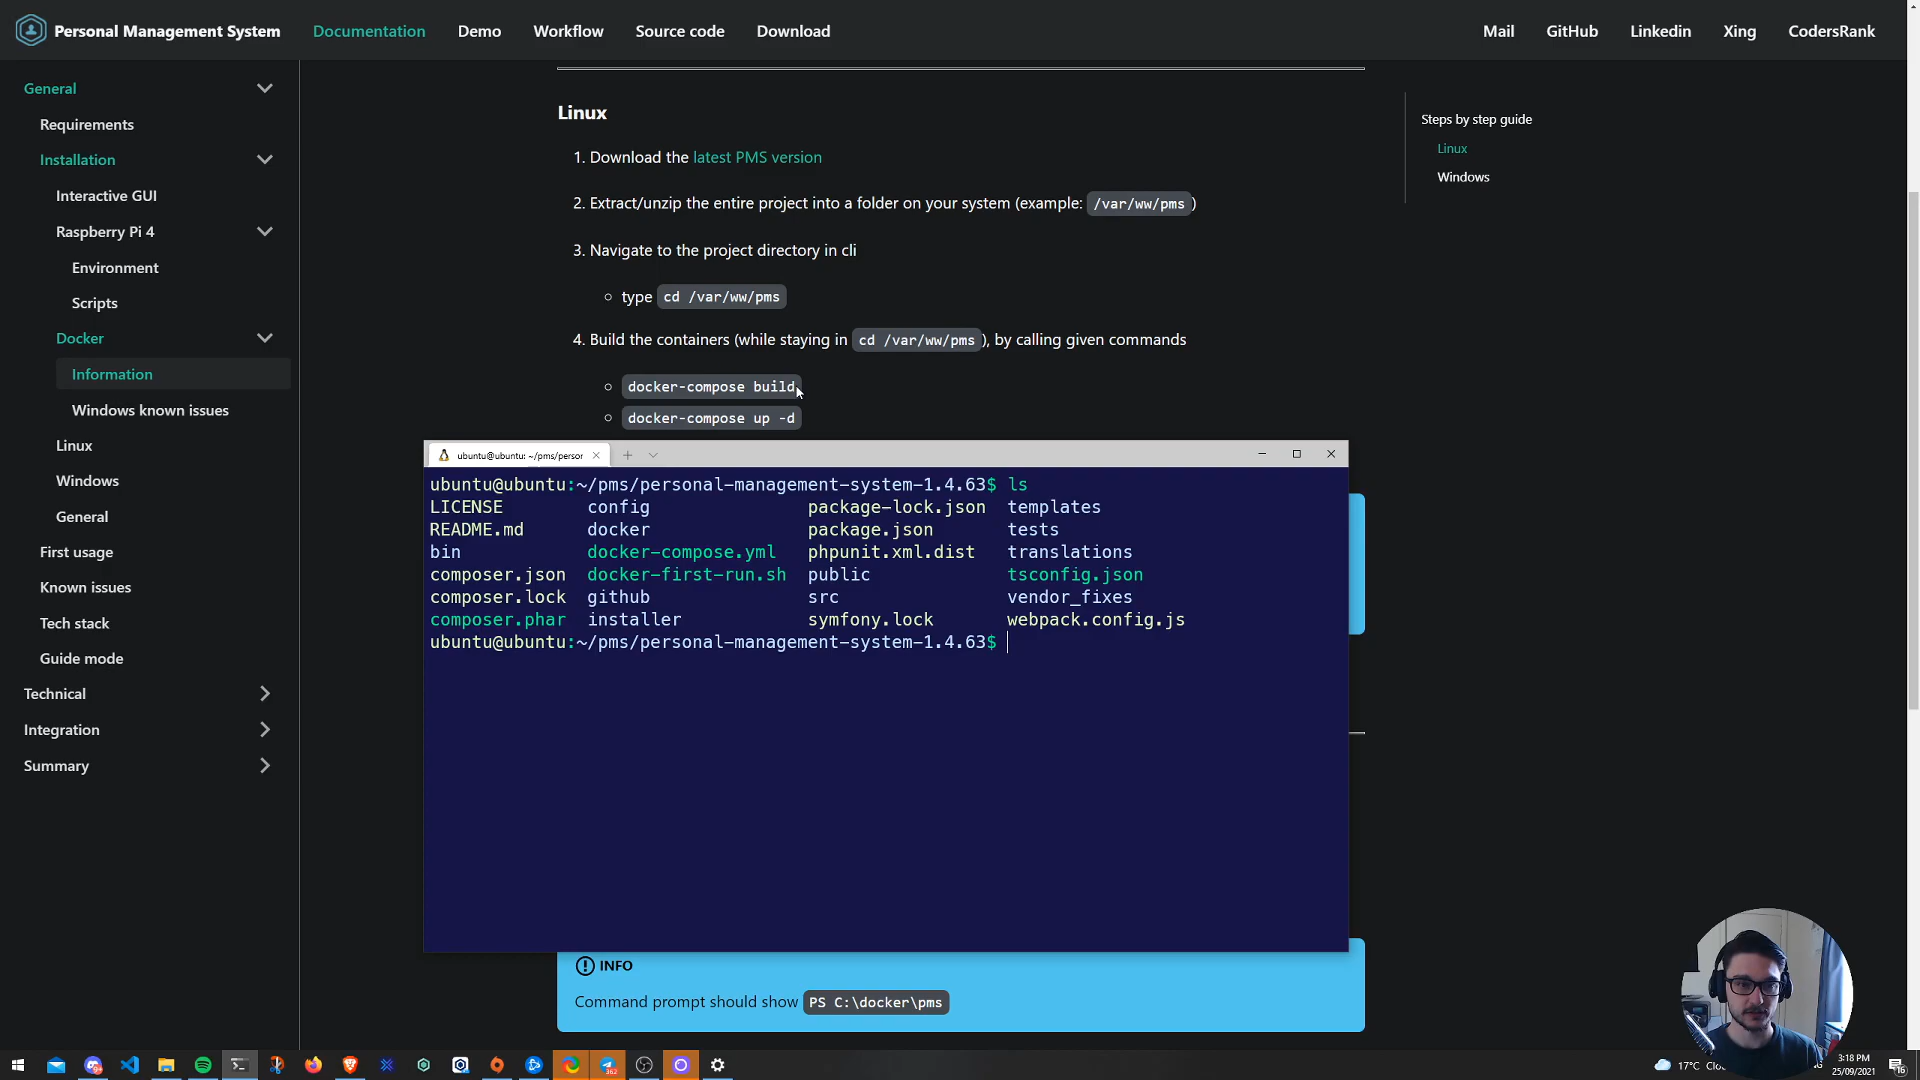 Personal Management System
Documentation
Demo
Workflow
Source code
Download
Mail
GitHub
Linkedin
Xing
CodersRank
General
Requirements
Installation
Interactive GUI
Raspberry Pi 4
Environment
Scripts
Docker
Information
Windows known issues
Linux
Windows
General
First usage
Known issues
Tech stack
Guide mode
Technical
Integration
Summary
Linux
1. Download the latest PMS version
2. Extract/unzip the entire project into a folder on your system (example: /var/ww/pms )
3. Navigate to the project directory in cli
type cd /var/ww/pms
4. Build the containers (while staying in cd /var/ww/pms ), by calling given commands
docker-compose build
docker-compose up -d
Steps by step guide
Linux
Windows
ubuntu@ubuntu: ~/pms/persor
ubuntu@ubuntu:~/pms/personal-management-system-1.4.63$ ls
LICENSE config package-lock.json templates
README.md docker package.json tests
bin docker-compose.yml phpunit.xml.dist translations
composer.json docker-first-run.sh public tsconfig.json
composer.lock github src vendor_fixes
composer.phar installer symfony.lock webpack.config.js
ubuntu@ubuntu:~/pms/personal-management-system-1.4.63$
INFO
Command prompt should show PS C:\docker\pms
17°C
3:18 PM
25/09/2021